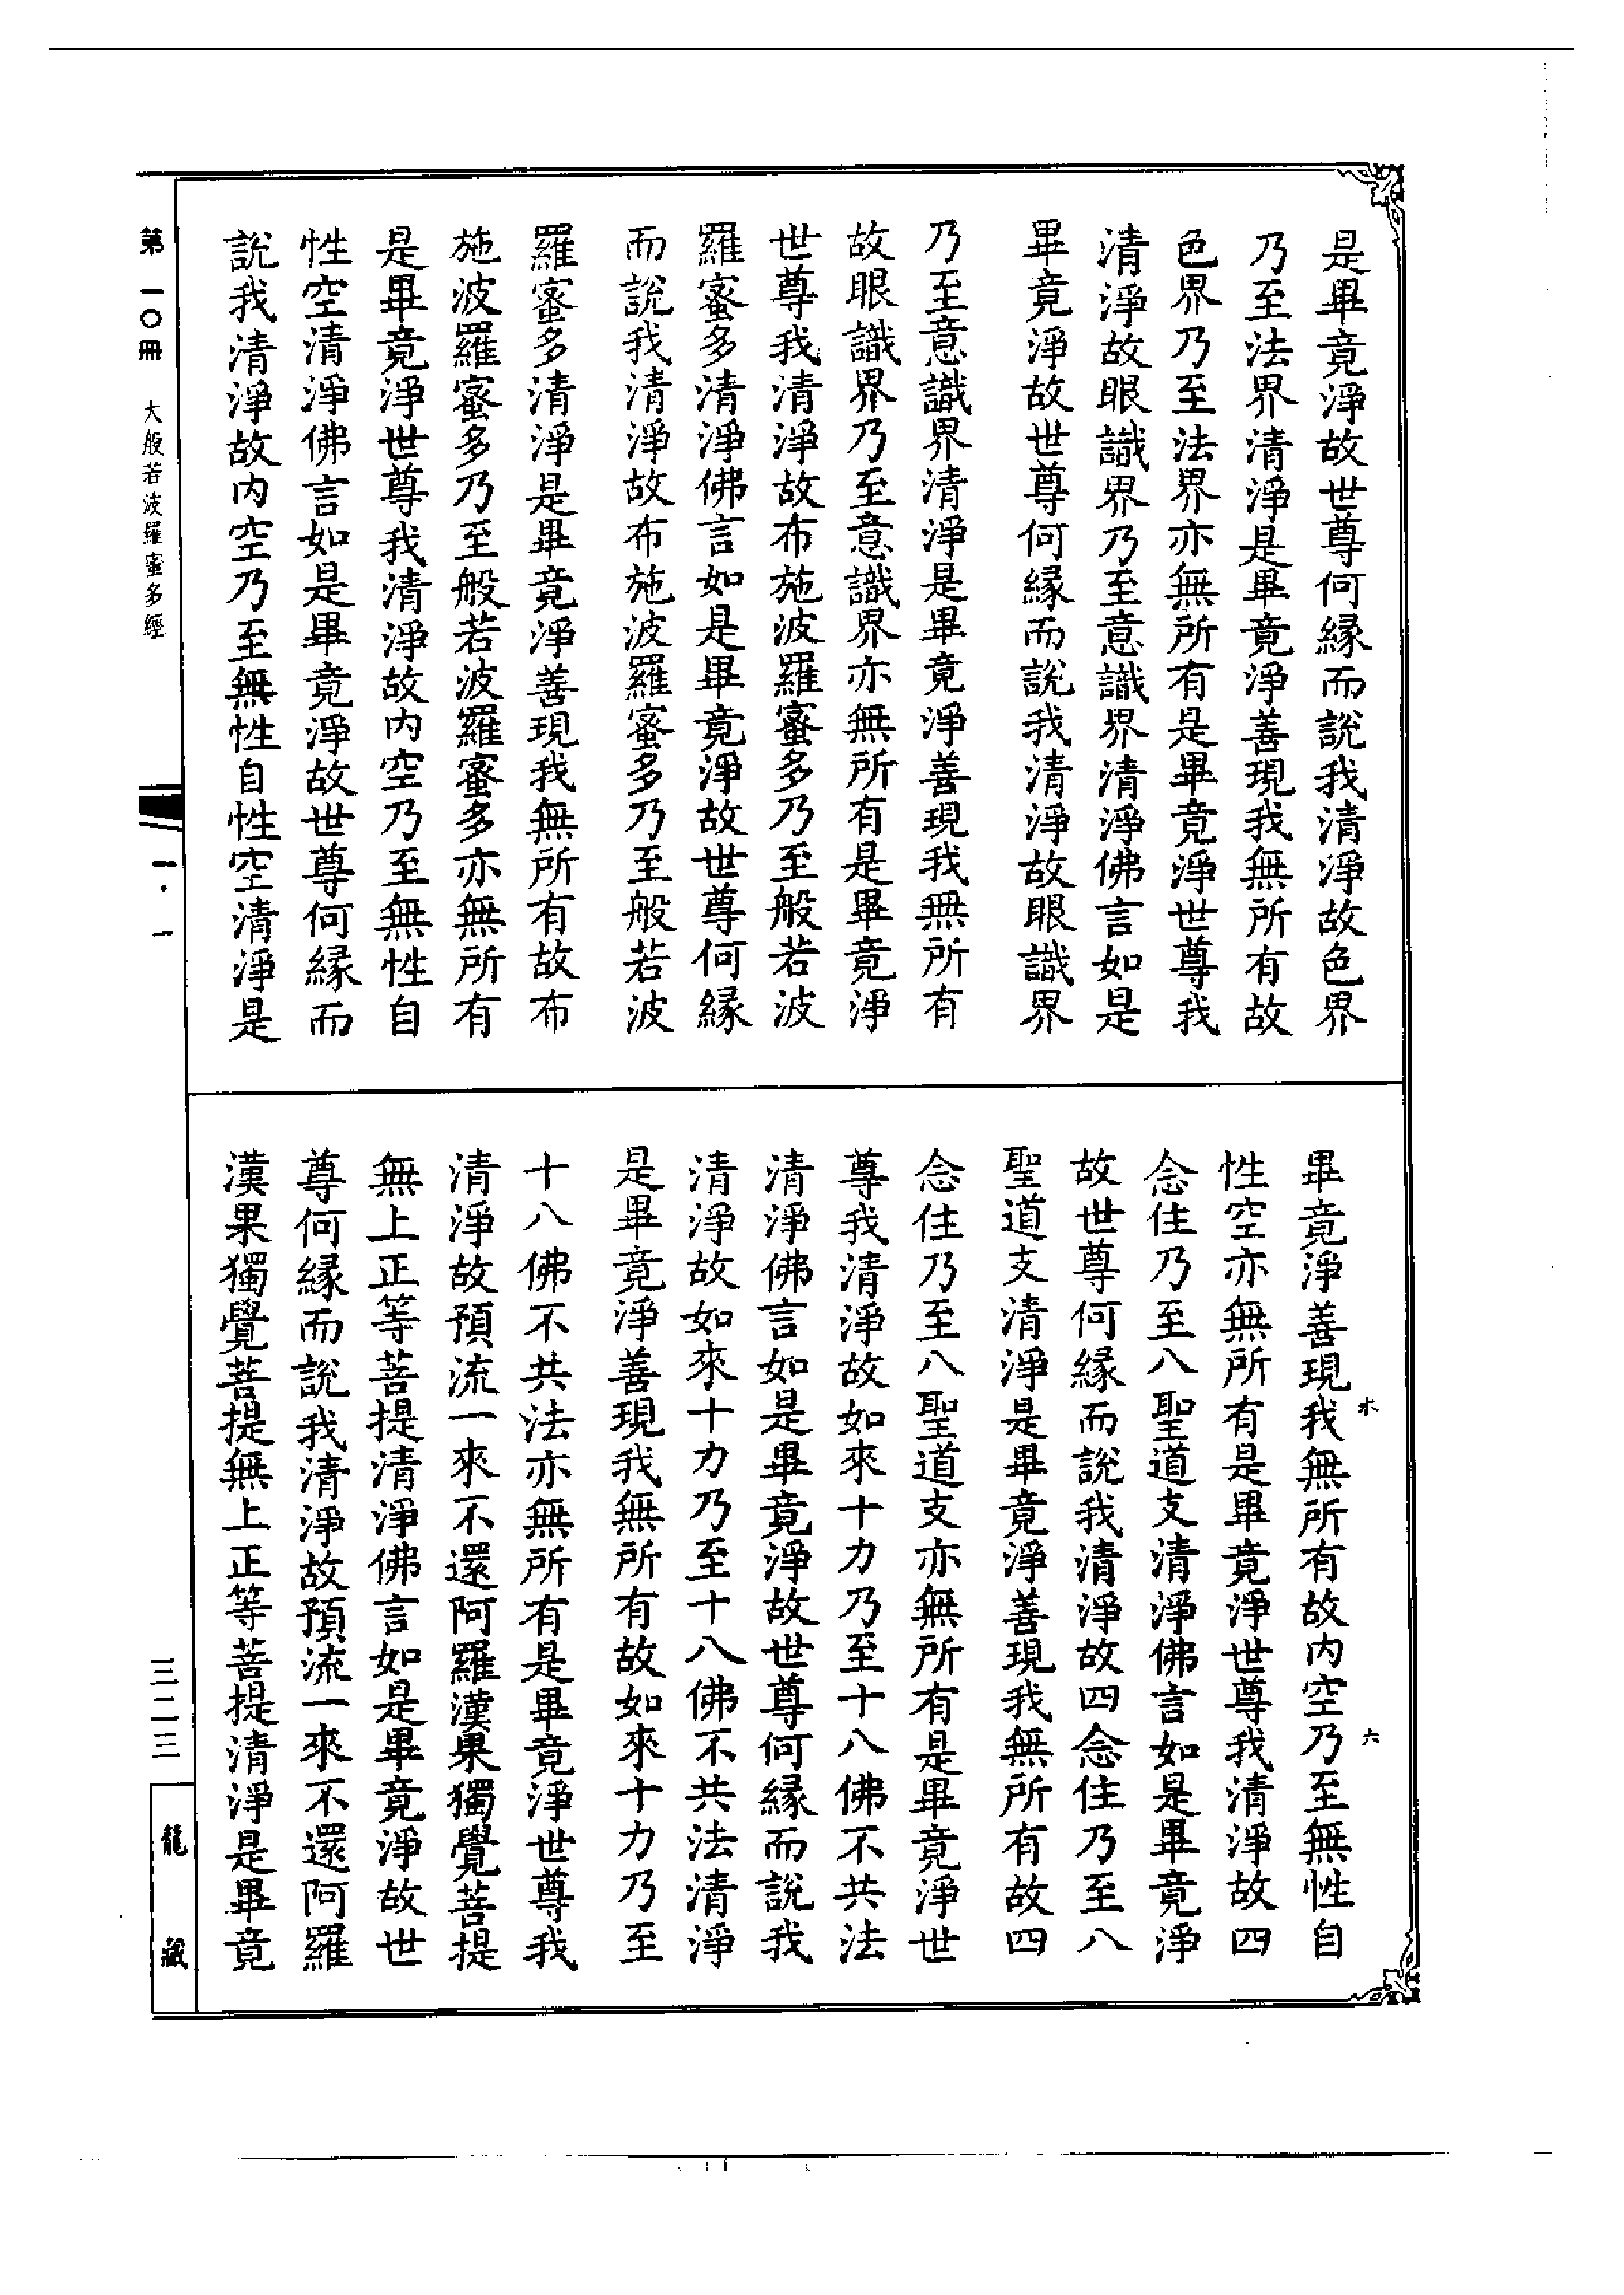 是畢竟淨故世尊何緣而說我清淨故色界
乃至法界清淨是畢竟淨善現我無所有故
色界乃至法界亦無所有是畢竟淨世尊我
清淨故眼識界乃至意識界清淨佛言如是
畢竟淨故世尊何緣而說我清淨故眼識界
乃至意識界清淨是畢竟淨善現我無所有
故眼識界乃至意識界亦無所有是畢竟淨
世尊我清淨故布施波羅蜜多乃至般若波
羅蜜多清淨佛言如是畢竟淨故世尊何緣
而說我清淨故布施波羅蜜多乃至般若波
羅蜜多清淨是畢竟淨善現我無所有故布
施波羅蜜多乃至般若波羅蜜多亦無所有
是畢竟淨世尊我清淨故內空乃至無性自
性空清淨佛言如是畢竟淨故世尊何緣而
說我清淨故內空乃至無性自性空清淨是
畢竟淨善現我無所有故內空乃至無性自
性空亦無所有是畢竟淨世尊我清淨故四
念住乃至八聖道支清淨佛言如是畢竟淨
故世尊何緣而說我清淨故四念住乃至八
聖道支清淨是畢竟淨善現我無所有故四
念住乃至八聖道支亦無所有是畢竟淨世
尊我清淨故如來十力乃至十八佛不共法
清淨佛言如是畢竟淨故世尊何緣而說我
清淨故如來十力乃至十八佛不共法清淨
是畢竟淨善現我無所有故如來十力乃至
十八佛不共法亦無所有是畢竟淨世尊我
清淨故預流一來不還阿羅漢果獨覺菩提
無上正等菩提清淨佛言如是畢竟淨故世
尊何緣而說我清淨故預流一來不還阿羅
漢果獨覺菩提無上正等菩提清淨是畢竟
水 六
第一〇冊 大般若波羅蜜多經
一·一
三二三
龍藏